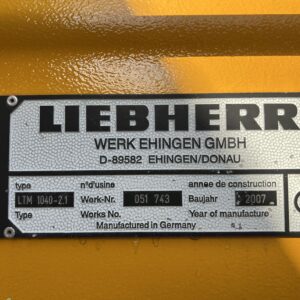 LIEBHERR
WERK EHINGEN GMBH
D-89582 EHINGEN/DONAU
type n°d'usine annee de construction
LTM 1040-2.1 Werk-Nr. 051 743 Baujahr 2007
Type Works No. Year of manufacture
Manufactured in Germany